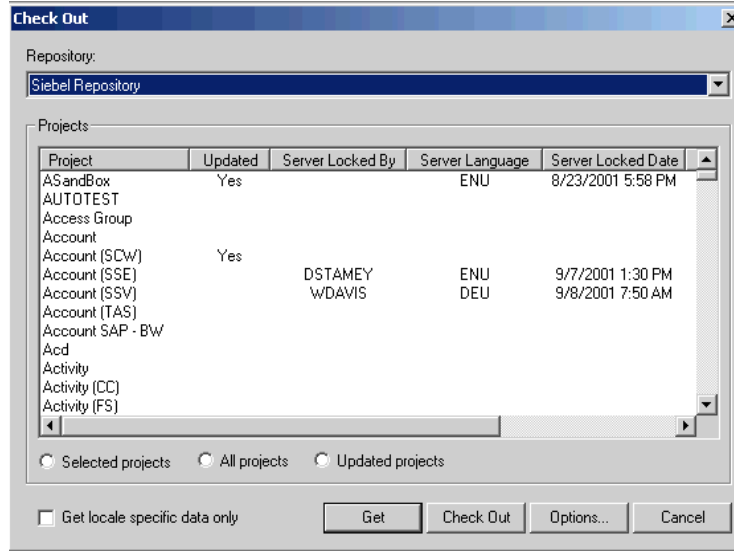 Check Out
Repository:
Siebel Repository
Projects
Project Updated Server Locked By Server Language Server Locked Date
ASandBox Yes ENU 8/23/2001 5:58 PM
AUTOTEST
Access Group
Account
Account (SCW) Yes
Account (SSE) DSTAMEY ENU 9/7/2001 1:30 PM
Account (SSV) WDAVIS DEU 9/8/2001 7:50 AM
Account (TAS)
Account SAP - BW
Acd
Activity
Activity (CC)
Activity (FS)
Selected projects All projects Updated projects
Get locale specific data only Get Check Out Options... Cancel